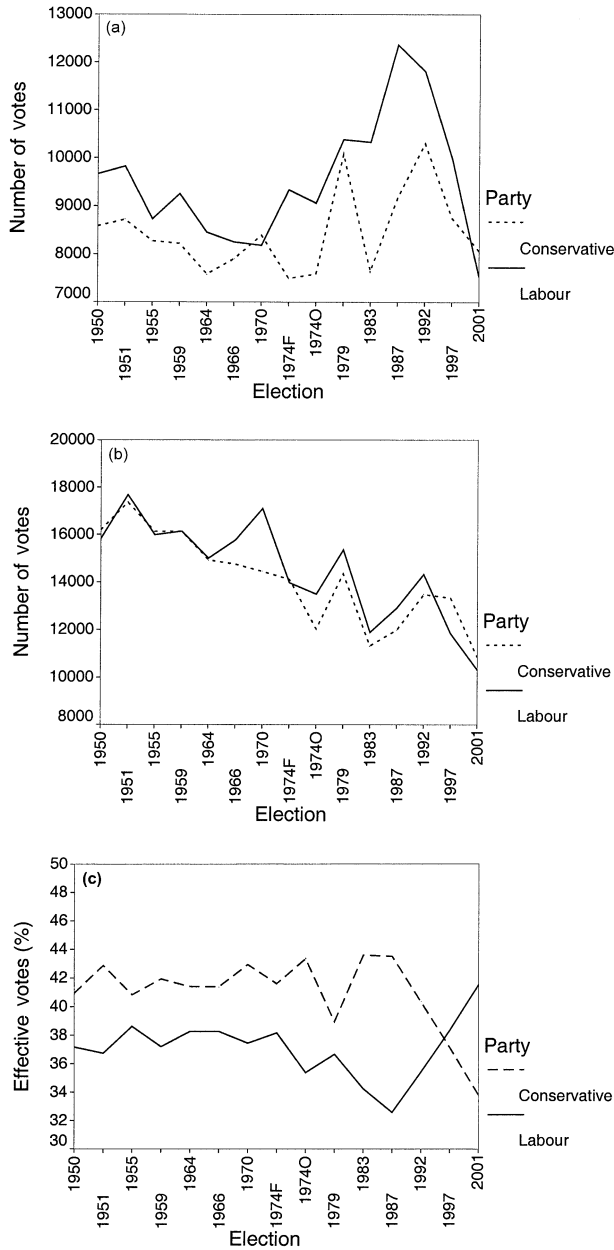 (a)
13000
12000
11000
10000
9000
8000
7000
Number of votes
1950
1951
1955
1959
1964
1966
1970
1974F
1974O
1979
1983
1987
1992
1997
2001
Election
Party
Conservative
Labour
(b)
20000
18000
16000
14000
12000
10000
8000
Number of votes
1950
1951
1955
1959
1964
1966
1970
1974F
1974O
1979
1983
1987
1992
1997
2001
Election
Party
Conservative
Labour
(c)
50
48
46
44
42
40
38
36
34
32
30
Effective votes (%)
1950
1951
1955
1959
1964
1966
1970
1974F
1974O
1979
1983
1987
1992
1997
2001
Election
Party
Conservative
Labour